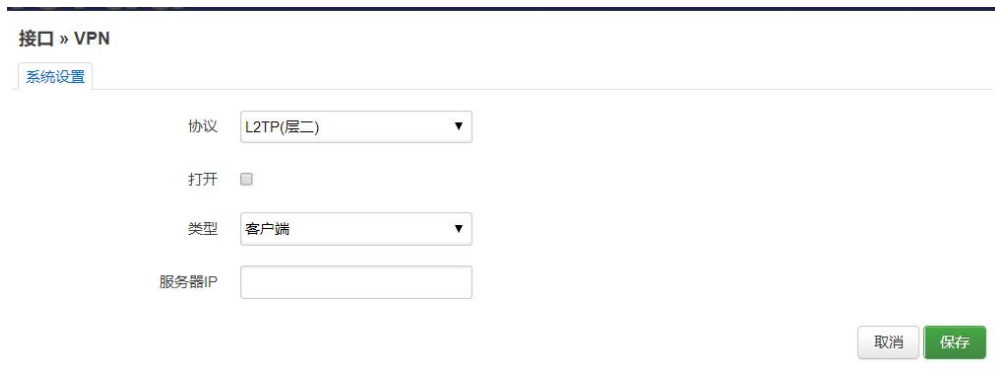 接口 » VPN
系统设置
协议 L2TP(层二)
打开
类型 客户端
服务器IP
取消 保存